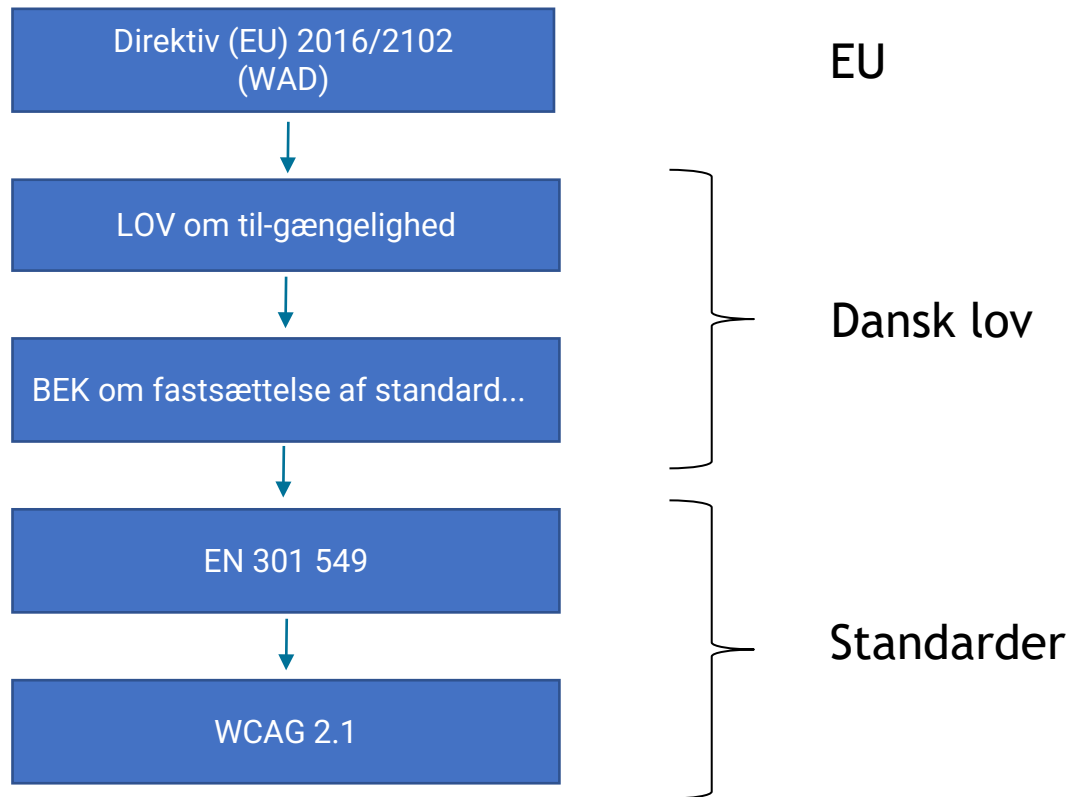 Direktiv (EU) 2016/2102
(WAD)
EU
LOV om til-gængelighed
BEK om fastsættelse af standard...
Dansk lov
EN 301 549
WCAG 2.1
Standarder